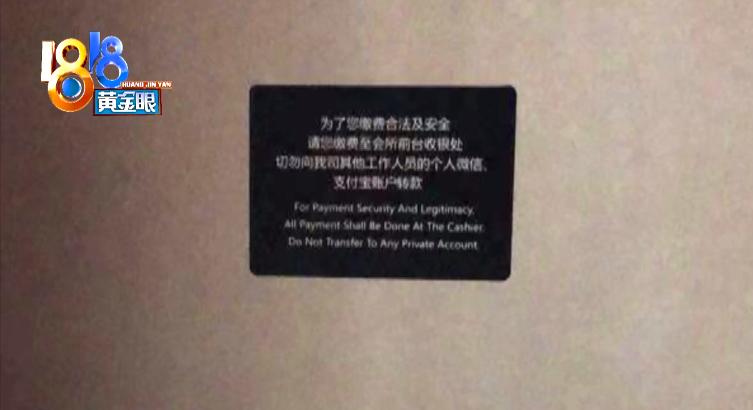 1818
HUANG JIN YAN
黄金眼
为了您缴费合法及安全
请您缴费至会所前台收银处
切勿向我司其他工作人员的个人微信、
支付宝账户转款
For Payment Security And Legitimacy,
All Payment Shall Be Done At The Cashier.
Do Not Transfer To Any Private Account